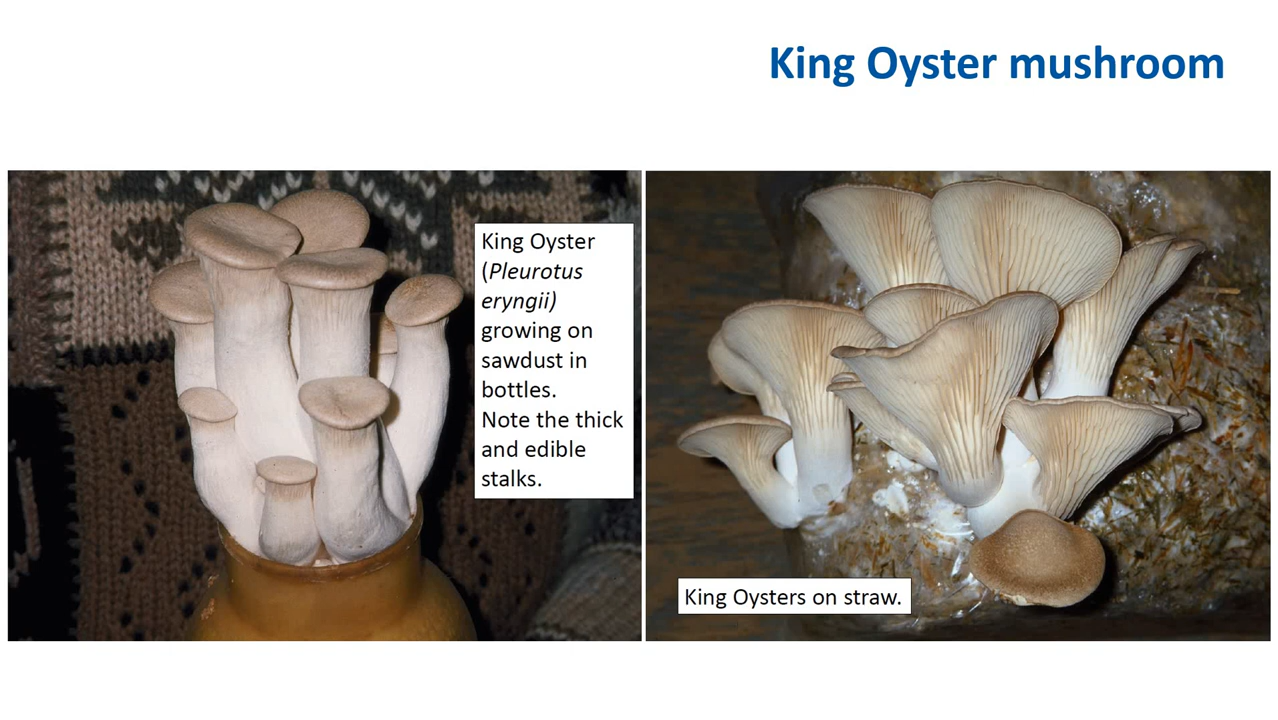 King Oyster mushroom
King Oyster
(Pleurotus
eryngii)
growing on
sawdust in
bottles.
Note the thick
and edible
stalks.
King Oysters on straw.